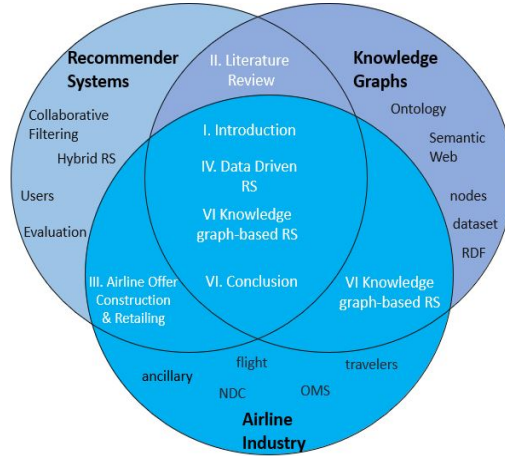 Recommender
Systems
II. Literature
Review
Knowledge
Graphs
Collaborative
Filtering
Hybrid RS
Users
Evaluation
I. Introduction
IV. Data Driven
RS
VI Knowledge
graph-based RS
VI. Conclusion
Ontology
Semantic
Web
nodes
dataset
RDF
III. Airline Offer
Construction
& Retailing
VI Knowledge
graph-based RS
ancillary
flight
travelers
NDC
OMS
Airline
Industry